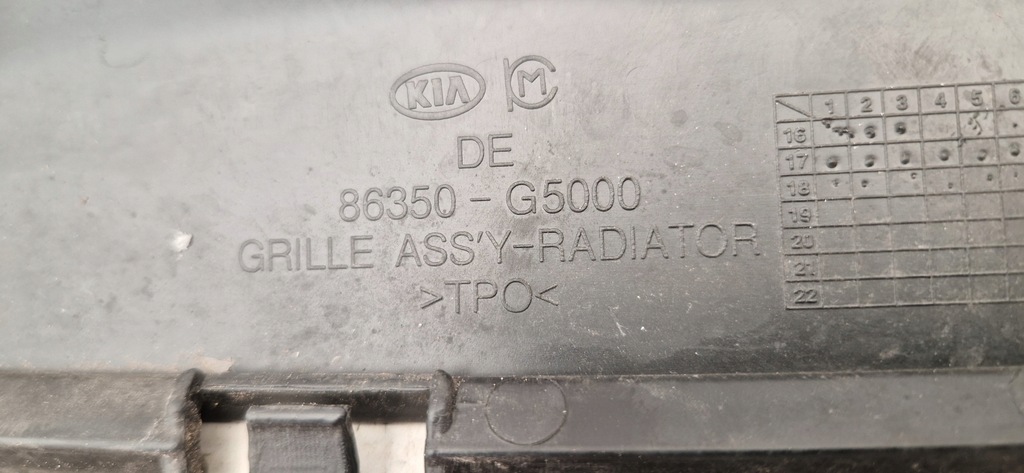 KIA
DE
86350-G5000
GRILLE ASS'Y-RADIATOR
>TPO<
1 2 3 4 5 6
16
17
18
19
20
21
22